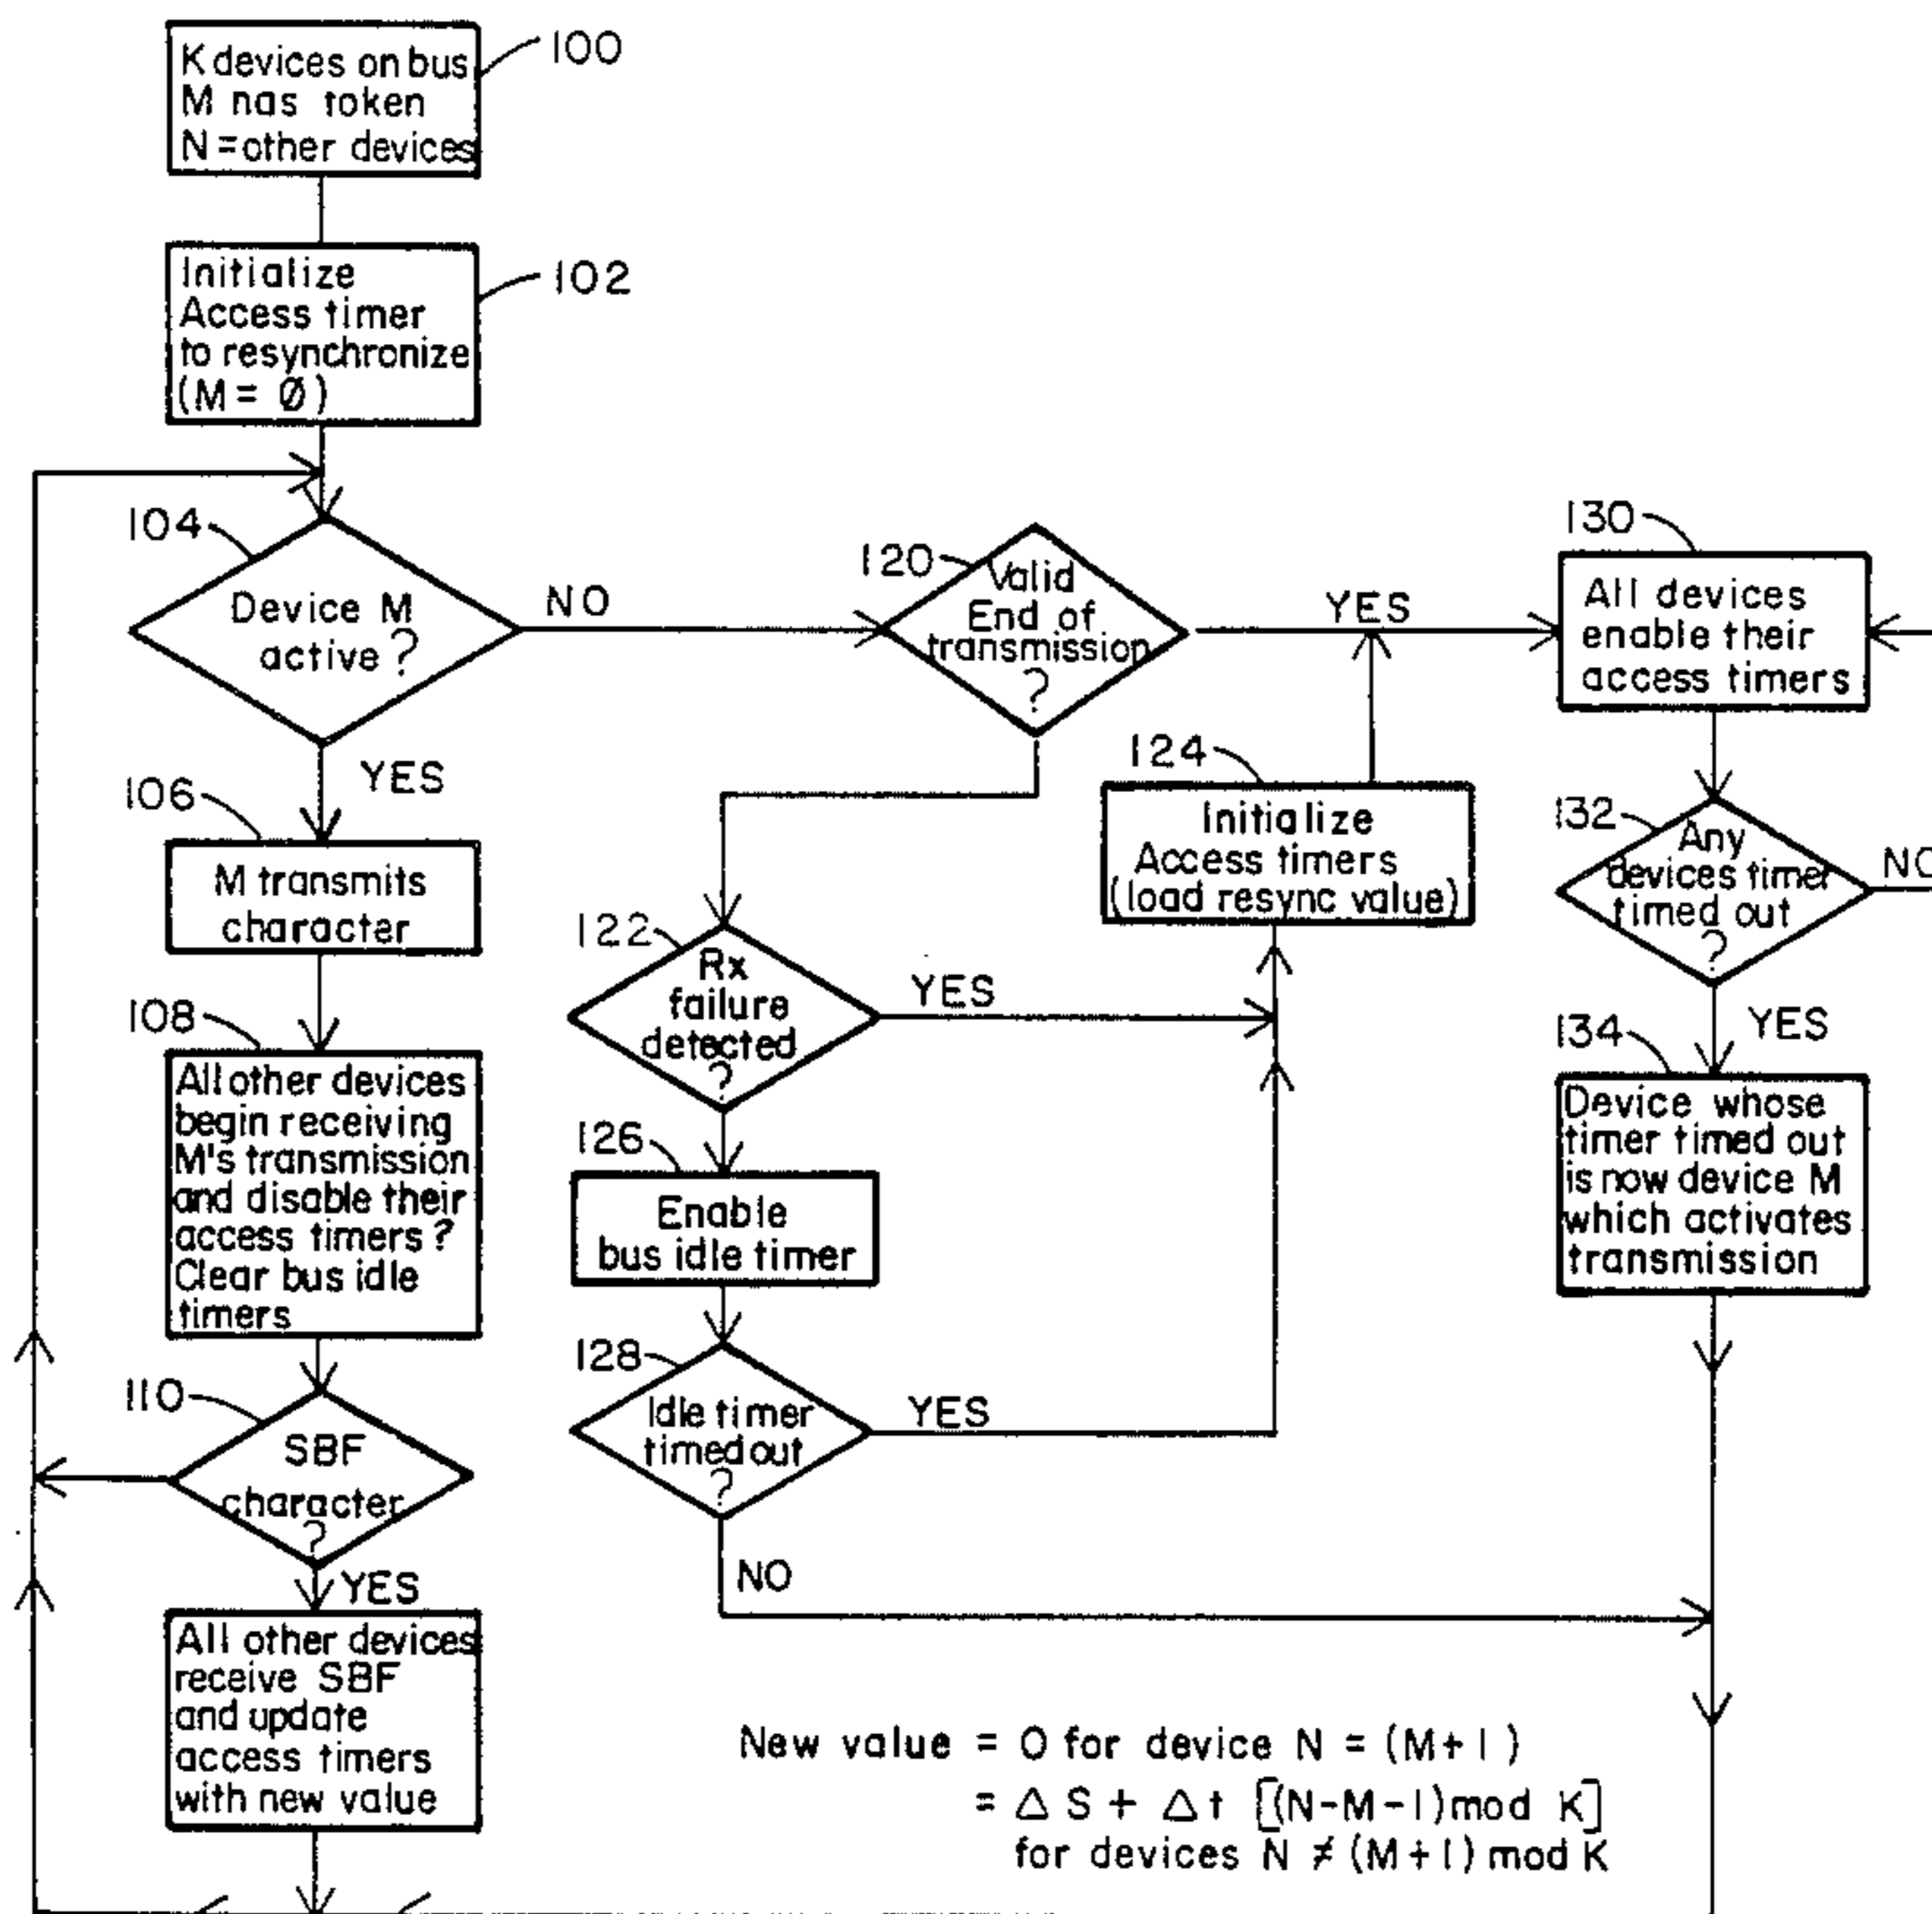 K devices on bus
M nas token
N = other devices
100
Initialize
Access timer
to resynchronize
(M = Ø)
102
104
Device M
active ?
NO
YES
106
M transmits
character
108
All other devices
begin receiving
M's transmission
and disable their
access timers ?
Clear bus idle
timers
110
SBF
character
?
YES
All other devices
receive SBF
and update
access timers
with new value
120
Valid
End of
transmission
?
YES
122
Rx
failure
detected
?
YES
124
Initialize
Access timers
(load resync value)
126
Enable
bus idle timer
128
Idle timer
timed out
?
YES
NO
130
All devices
enable their
access timers
132
Any
devices timer
timed out
?
NO
YES
134
Device whose
timer timed out
is now device M
which activates
transmission
New value = 0 for device N = (M+1)
= Δ S + Δ t [(N-M-1) mod K]
for devices N ≠ (M+1) mod K